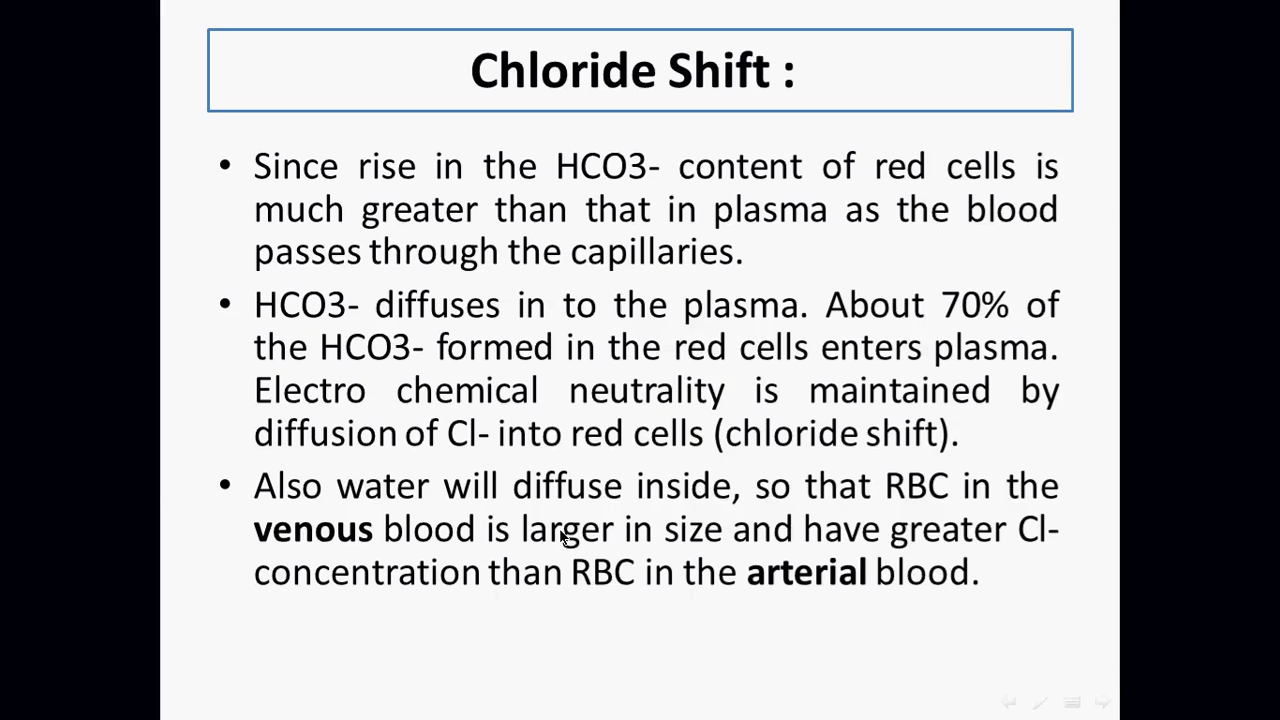 Chloride Shift :
• Since rise in the HCO3- content of red cells is
much greater than that in plasma as the blood
passes through the capillaries.
• HCO3- diffuses in to the plasma. About 70% of
the HCO3- formed in the red cells enters plasma.
Electro chemical neutrality is maintained by
diffusion of Cl- into red cells (chloride shift).
• Also water will diffuse inside, so that RBC in the
venous blood is larger in size and have greater Cl-
concentration than RBC in the arterial blood.